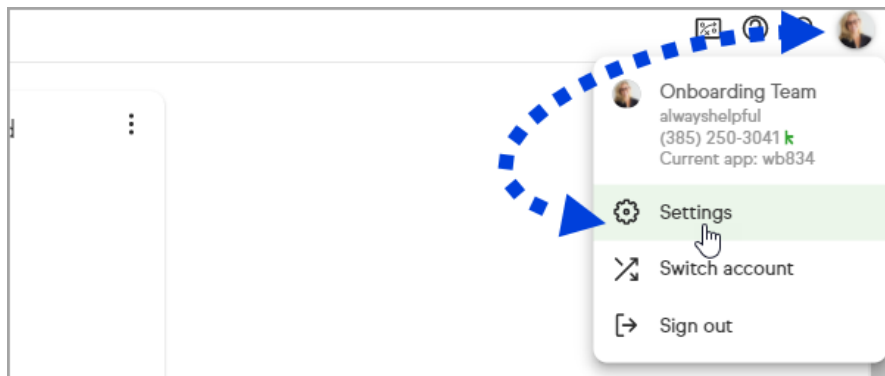 Onboarding Team
alwayshelpful
(385) 250-3041
Current app: wb834
Settings
Switch account
Sign out